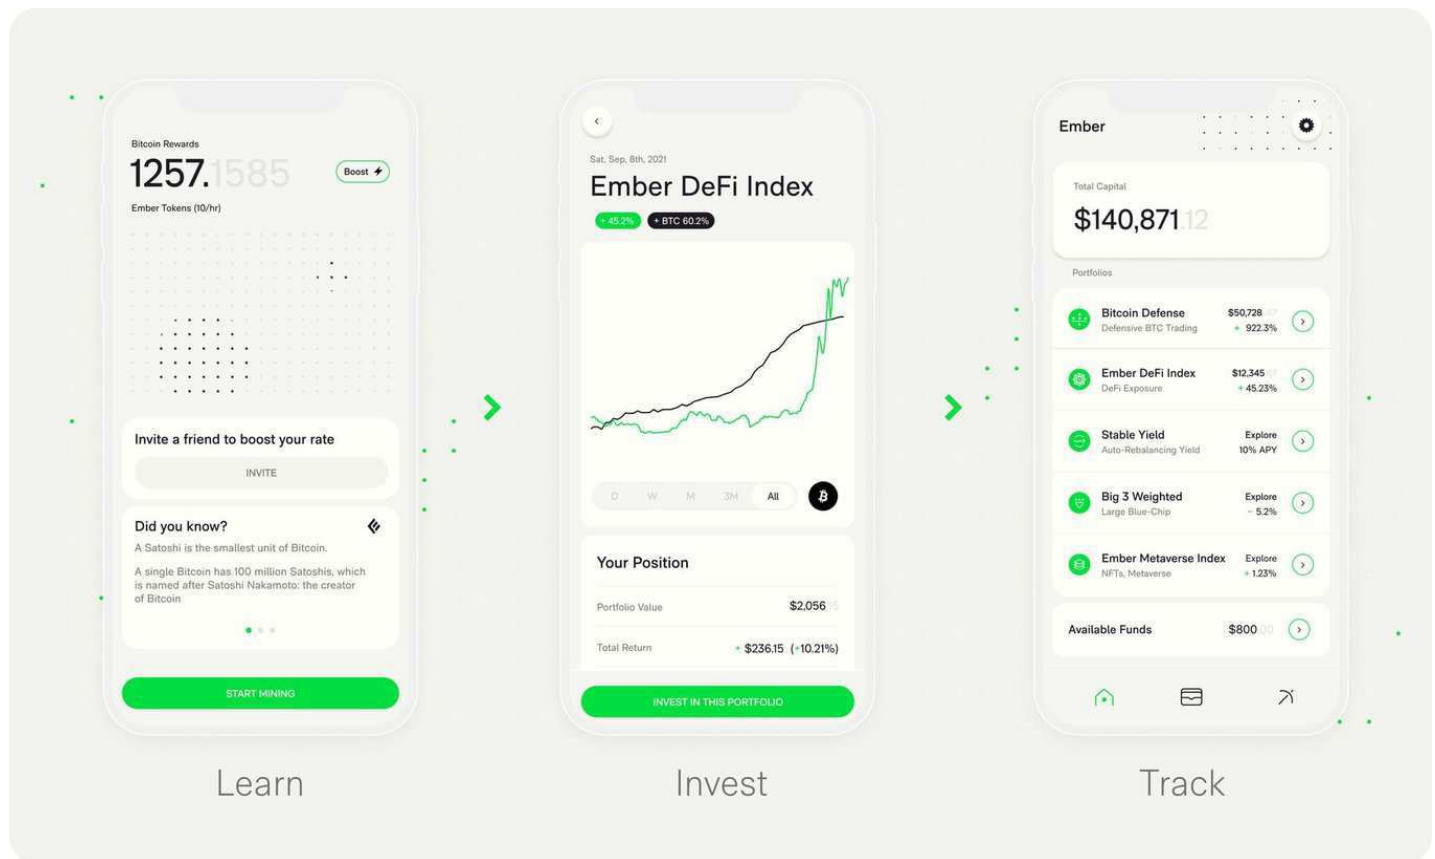 Bitcoin Rewards
1257.1585
Boost
Ember Tokens (10/hr)
Invite a friend to boost your rate
INVITE
Did you know?
A Satoshi is the smallest unit of Bitcoin.
A single Bitcoin has 100 million Satoshis, which
is named after Satoshi Nakamoto: the creator
of Bitcoin
START MINING
Learn
Sat, Sep, 8th, 2021
Ember DeFi Index
+ 45.2% + BTC 60.2%
D W M 3M All
Your Position
Portfolio Value $2,056
Total Return + $236.15 (+10.21%)
INVEST IN THIS PORTFOLIO
Invest
Ember
Total Capital
$140,871.12
Portfolios
Bitcoin Defense $50,728
Defensive BTC Trading + 922.3%
Ember DeFi Index $12,345
DeFi Exposure + 45.23%
Stable Yield Explore
Auto-Rebalancing Yield 10% APY
Big 3 Weighted Explore
Large Blue-Chip - 5.2%
Ember Metaverse Index Explore
NFTs, Metaverse + 1.23%
Available Funds $800.00
Track